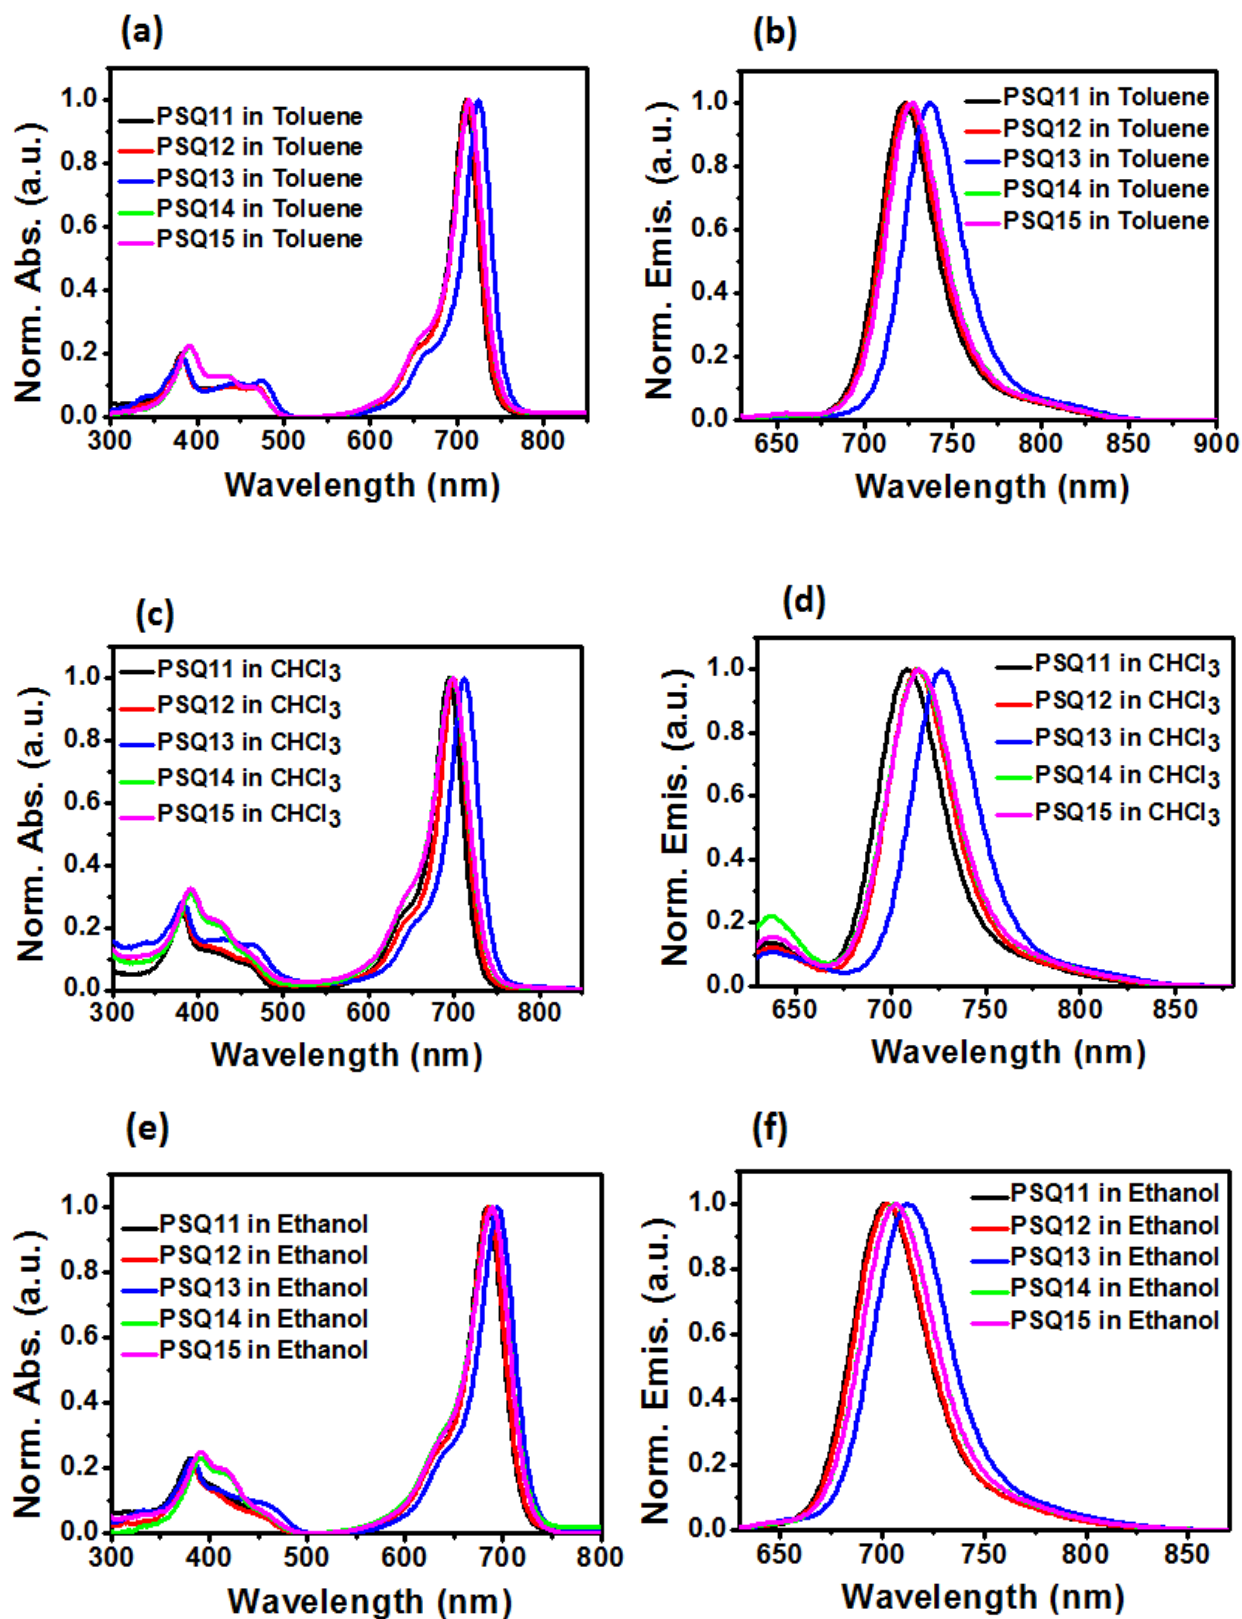 (a)
Norm. Abs. (a.u.)
1.0
0.8
0.6
0.4
0.2
0.0
PSQ11 in Toluene
PSQ12 in Toluene
PSQ13 in Toluene
PSQ14 in Toluene
PSQ15 in Toluene
300 400 500 600 700 800
Wavelength (nm)
(b)
Norm. Emis. (a.u.)
1.0
0.8
0.6
0.4
0.2
0.0
PSQ11 in Toluene
PSQ12 in Toluene
PSQ13 in Toluene
PSQ14 in Toluene
PSQ15 in Toluene
650 700 750 800 850 900
Wavelength (nm)
(c)
Norm. Abs. (a.u.)
1.0
0.8
0.6
0.4
0.2
0.0
PSQ11 in CHCl3
PSQ12 in CHCl3
PSQ13 in CHCl3
PSQ14 in CHCl3
PSQ15 in CHCl3
300 400 500 600 700 800
Wavelength (nm)
(d)
Norm. Emis. (a.u.)
1.0
0.8
0.6
0.4
0.2
0.0
PSQ11 in CHCl3
PSQ12 in CHCl3
PSQ13 in CHCl3
PSQ14 in CHCl3
PSQ15 in CHCl3
650 700 750 800 850
Wavelength (nm)
(e)
Norm. Abs. (a.u.)
1.0
0.8
0.6
0.4
0.2
0.0
PSQ11 in Ethanol
PSQ12 in Ethanol
PSQ13 in Ethanol
PSQ14 in Ethanol
PSQ15 in Ethanol
300 400 500 600 700 800
Wavelength (nm)
(f)
Norm. Emis. (a.u.)
1.0
0.8
0.6
0.4
0.2
0.0
PSQ11 in Ethanol
PSQ12 in Ethanol
PSQ13 in Ethanol
PSQ14 in Ethanol
PSQ15 in Ethanol
650 700 750 800 850
Wavelength (nm)